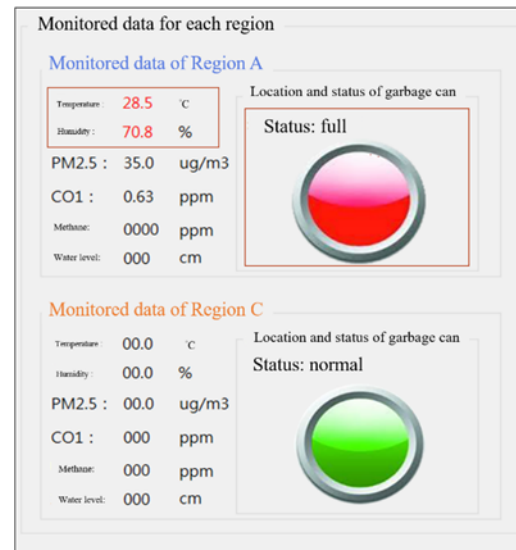 Monitored data for each region
Monitored data of Region A
Temperature : 28.5 ℃
Humidity : 70.8 %
PM2.5 : 35.0 ug/m3
CO1 : 0.63 ppm
Methane: 0000 ppm
Water level: 000 cm
Location and status of garbage can
Status: full
Monitored data of Region C
Temperature : 00.0 ℃
Humidity : 00.0 %
PM2.5 : 00.0 ug/m3
CO1 : 000 ppm
Methane: 000 ppm
Water level: 000 cm
Location and status of garbage can
Status: normal